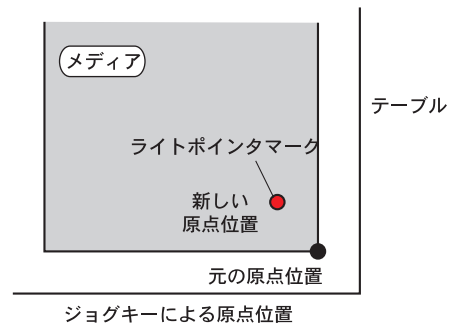 メディア
テーブル
ライトポインタマーク
新しい
原点位置
元の原点位置
ジョグキーによる原点位置